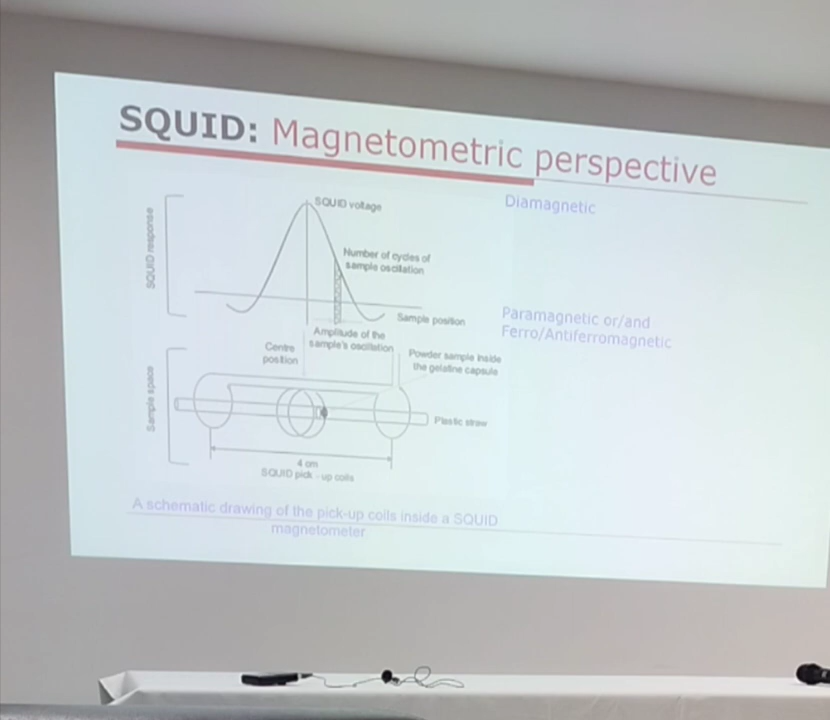 SQUID: Magnetometric perspective
SQUID response
SQUID voltage
Number of cycles of
sample oscillation
Sample position
Amplitude of the
sample's oscillation
Diamagnetic
Paramagnetic or/and
Ferro/Antiferromagnetic
Sample space
Centre
position
Powder sample inside
the gelatine capsule
Plastic straw
4 cm
SQUID pick - up coils
A schematic drawing of the pick-up coils inside a SQUID
magnetometer